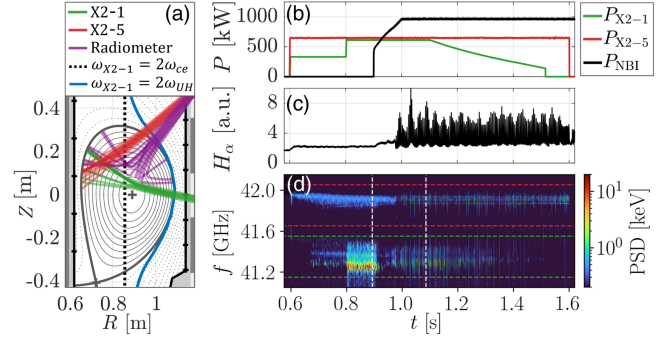 X2-1
X2-5
Radiometer
ω_X2−1 = 2ω_ce
ω_X2−1 = 2ω_UH
(a)
0.4
0.2
0
-0.2
-0.4
Z [m]
0.6 0.8 1
R [m]
(b)
1000
500
0
P [kW]
P_X2−1
P_X2−5
P_NBI
(c)
10
6
2
H_α [a.u.]
(d)
42.0
41.6
41.2
f [GHz]
0.6 0.8 1.0 1.2 1.4 1.6
t [s]
10^1
10^0
PSD [keV]